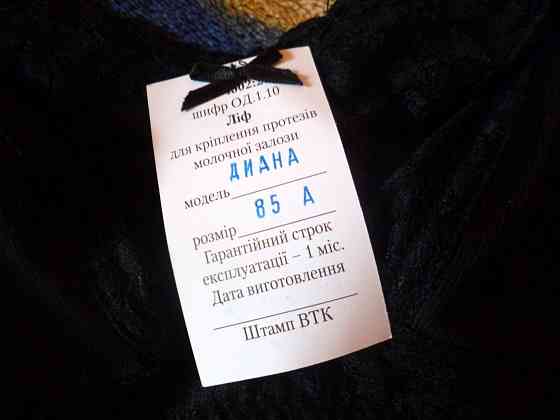 шифр ОД.1.10
Ліф
для кріплення протезів
молочної залози
ДИАНА
модель
85 А
розмір
Гарантійний строк
експлуатації – 1 міс.
Дата виготовлення
Штамп ВТК